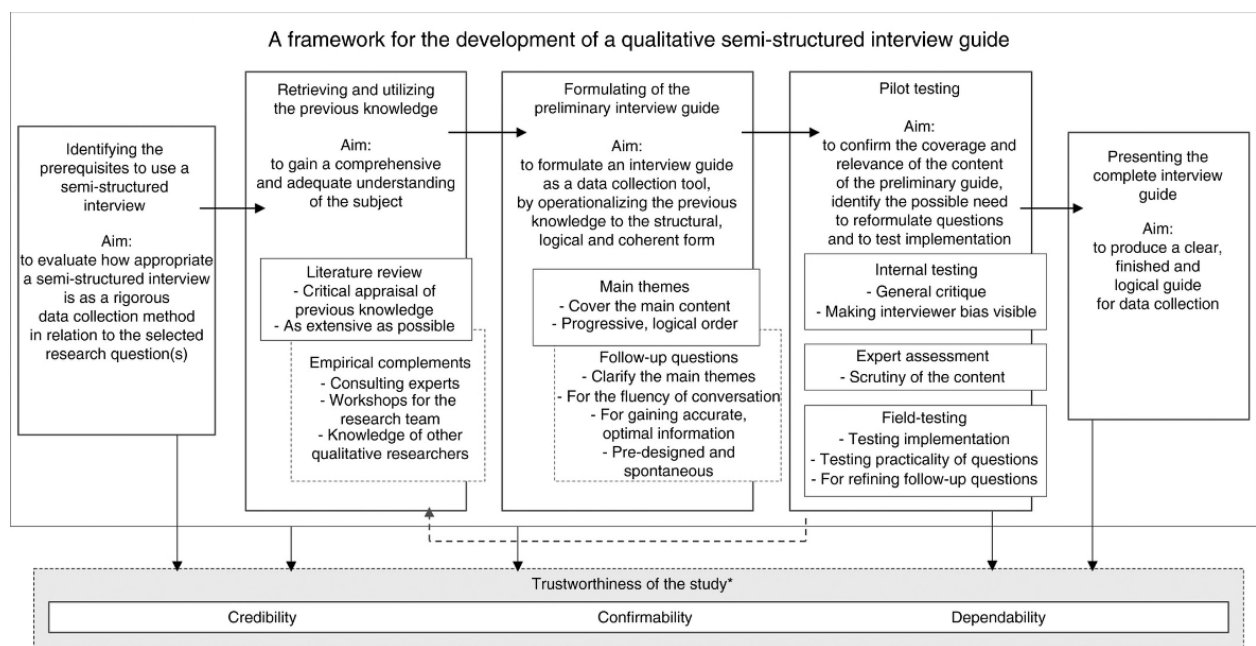 A framework for the development of a qualitative semi-structured interview guide
Identifying the
prerequisites to use a
semi-structured
interview
Aim:
to evaluate how appropriate
a semi-structured interview
is as a rigorous
data collection method
in relation to the selected
research question(s)
Retrieving and utilizing
the previous knowledge
Aim:
to gain a comprehensive
and adequate understanding
of the subject
Literature review
- Critical appraisal of
previous knowledge
- As extensive as possible
Empirical complements
- Consulting experts
- Workshops for the
research team
- Knowledge of other
qualitative researchers
Formulating of the
preliminary interview guide
Aim:
to formulate an interview guide
as a data collection tool,
by operationalizing the previous
knowledge to the structural,
logical and coherent form
Main themes
- Cover the main content
- Progressive, logical order
Follow-up questions
- Clarify the main themes
- For the fluency of conversation
- For gaining accurate,
optimal information
- Pre-designed and
spontaneous
Pilot testing
Aim:
to confirm the coverage and
relevance of the content
of the preliminary guide,
identify the possible need
to reformulate questions
and to test implementation
Internal testing
- General critique
- Making interviewer bias visible
Expert assessment
- Scrutiny of the content
Field-testing
- Testing implementation
- Testing practicality of questions
- For refining follow-up questions
Presenting the
complete interview
guide
Aim:
to produce a clear,
finished and
logical guide
for data collection
Trustworthiness of the study*
Credibility
Confirmability
Dependability